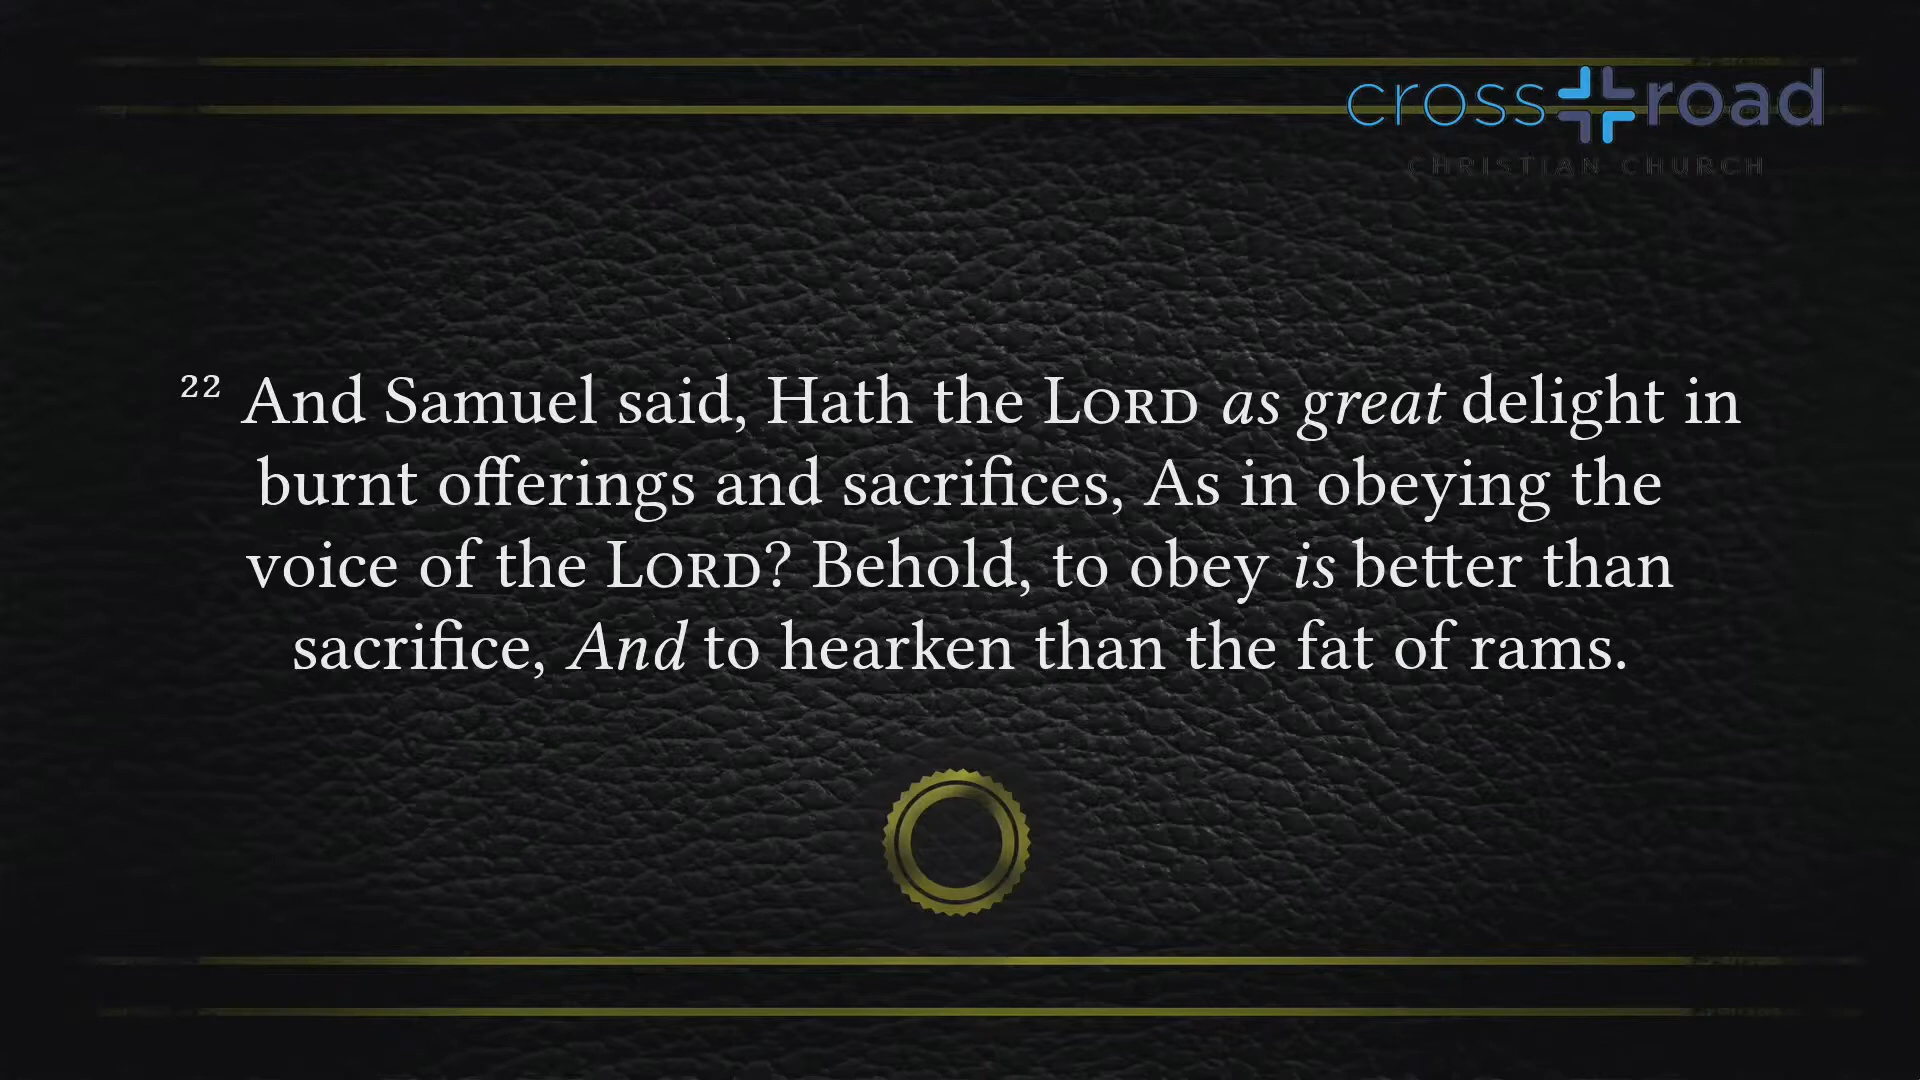 cross road
CHRISTIAN CHURCH
²² And Samuel said, Hath the LORD as great delight in
burnt offerings and sacrifices, As in obeying the
voice of the LORD? Behold, to obey is better than
sacrifice, And to hearken than the fat of rams.